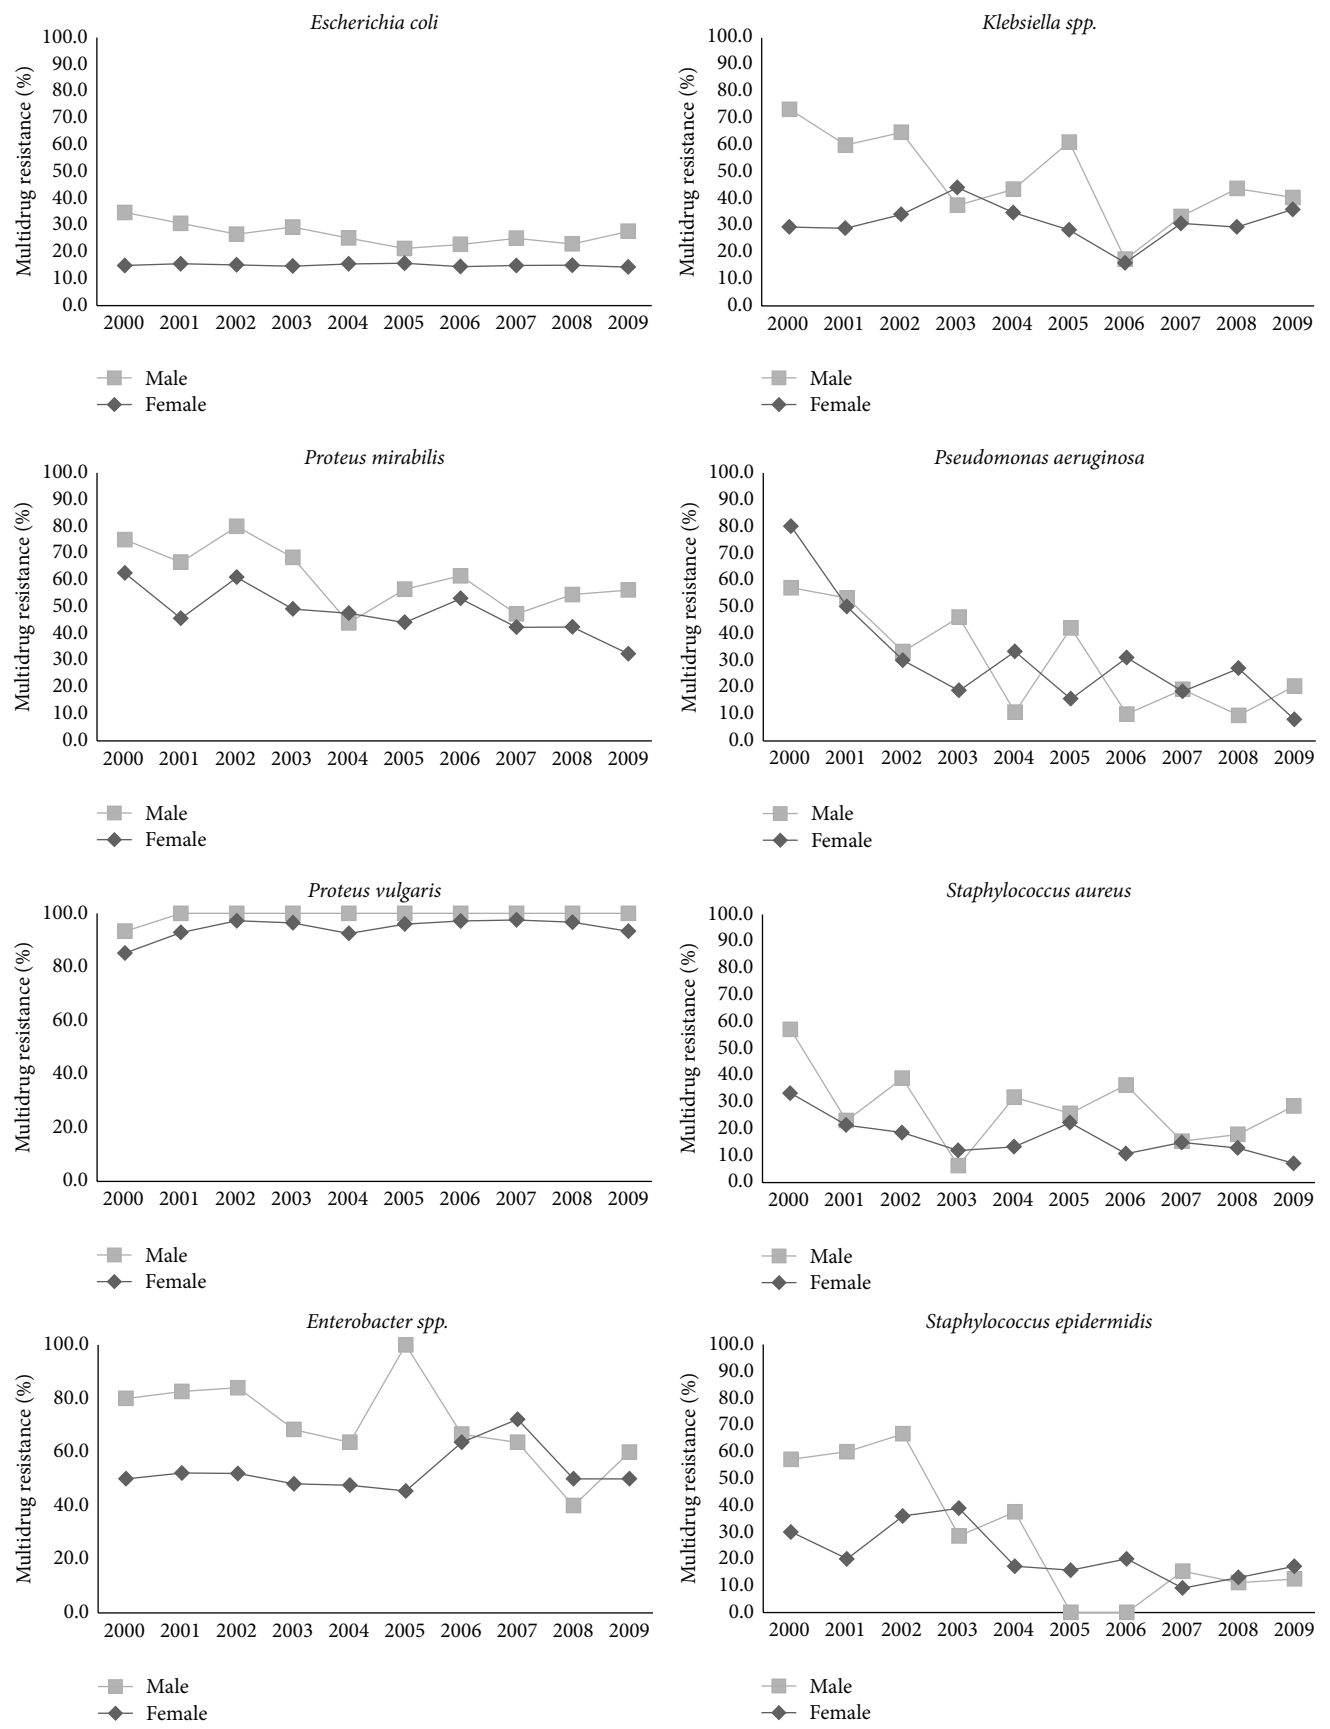 Escherichia coli
Multidrug resistance (%)
100.0
90.0
80.0
70.0
60.0
50.0
40.0
30.0
20.0
10.0
0.0
2000 2001 2002 2003 2004 2005 2006 2007 2008 2009
Male
Female
Klebsiella spp.
Multidrug resistance (%)
100.0
90.0
80.0
70.0
60.0
50.0
40.0
30.0
20.0
10.0
0.0
2000 2001 2002 2003 2004 2005 2006 2007 2008 2009
Male
Female
Proteus mirabilis
Multidrug resistance (%)
100.0
90.0
80.0
70.0
60.0
50.0
40.0
30.0
20.0
10.0
0.0
2000 2001 2002 2003 2004 2005 2006 2007 2008 2009
Male
Female
Pseudomonas aeruginosa
Multidrug resistance (%)
100.0
90.0
80.0
70.0
60.0
50.0
40.0
30.0
20.0
10.0
0.0
2000 2001 2002 2003 2004 2005 2006 2007 2008 2009
Male
Female
Proteus vulgaris
Multidrug resistance (%)
100.0
80.0
60.0
40.0
20.0
0.0
2000 2001 2002 2003 2004 2005 2006 2007 2008 2009
Male
Female
Staphylococcus aureus
Multidrug resistance (%)
100.0
90.0
80.0
70.0
60.0
50.0
40.0
30.0
20.0
10.0
0.0
2000 2001 2002 2003 2004 2005 2006 2007 2008 2009
Male
Female
Enterobacter spp.
Multidrug resistance (%)
100.0
80.0
60.0
40.0
20.0
0.0
2000 2001 2002 2003 2004 2005 2006 2007 2008 2009
Male
Female
Staphylococcus epidermidis
Multidrug resistance (%)
100.0
90.0
80.0
70.0
60.0
50.0
40.0
30.0
20.0
10.0
0.0
2000 2001 2002 2003 2004 2005 2006 2007 2008 2009
Male
Female